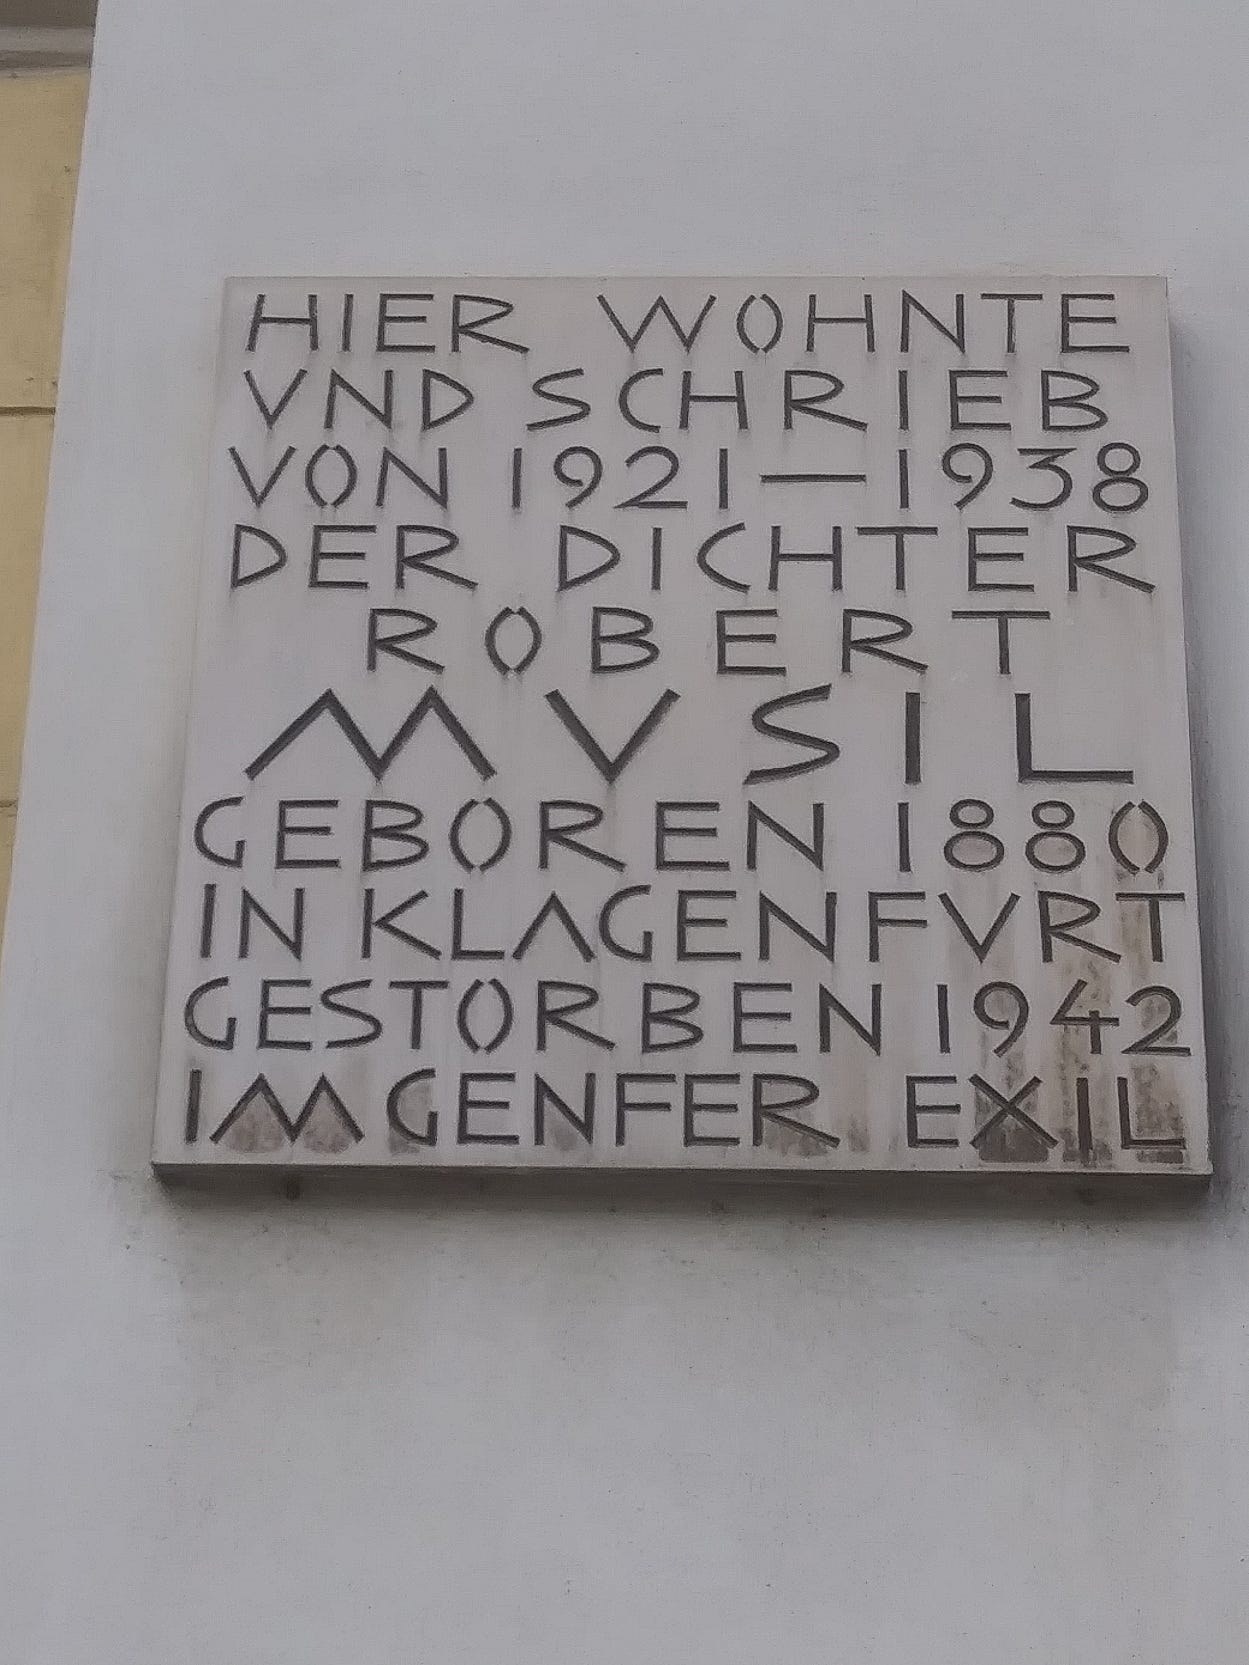 HIER WOHNTE
VND SCHRIEB
VON 1921–1938
DER DICHTER
ROBERT
MVSIL
GEBOREN 1880
IN KLAGENFVRT
GESTORBEN 1942
IM GENFER EXIL